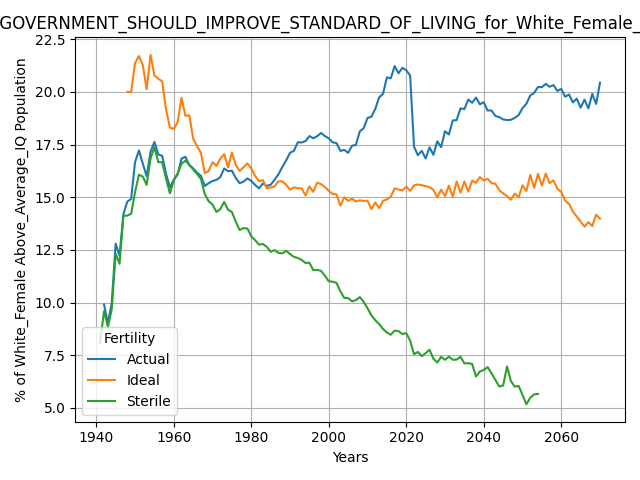 GOVERNMENT_SHOULD_IMPROVE_STANDARD_OF_LIVING_for_White_Female_
% of White_Female Above_Average_IQ Population
22.5
20.0
17.5
15.0
12.5
10.0
7.5
5.0
Fertility
Actual
Ideal
Sterile
1940 1960 1980 2000 2020 2040 2060
Years